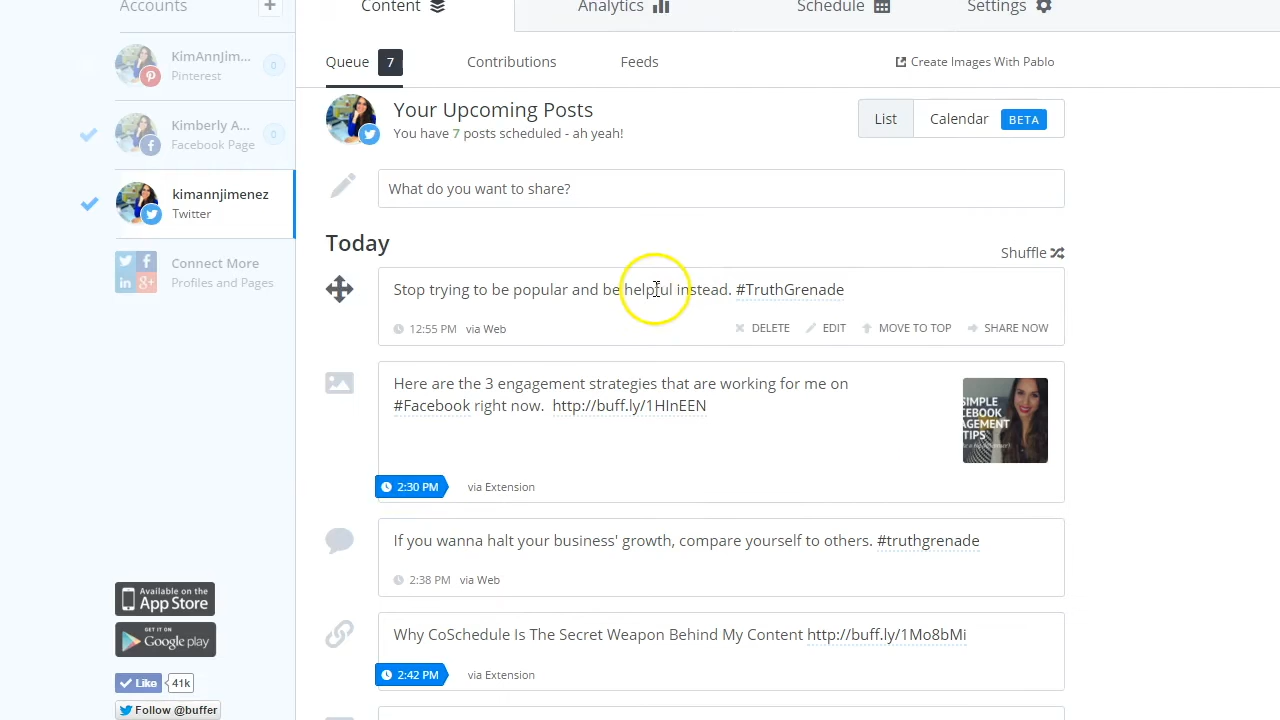 Accounts +
Content
Analytics
Schedule
Settings
KimAnnJim... 0
Pinterest
Kimberly A... 0
Facebook Page
kimannjimenez
Twitter
Connect More
Profiles and Pages
Queue 7
Contributions
Feeds
Create Images With Pablo
Your Upcoming Posts
You have 7 posts scheduled - ah yeah!
List
Calendar BETA
What do you want to share?
Today
Shuffle
Stop trying to be popular and be helpful instead. #TruthGrenade
12:55 PM via Web
DELETE EDIT MOVE TO TOP SHARE NOW
Here are the 3 engagement strategies that are working for me on
#Facebook right now. http://buff.ly/1HInEEN
SIMPLE
CEBOOK
AGEMENT
TIPS
2:30 PM via Extension
If you wanna halt your business' growth, compare yourself to others. #truthgrenade
2:38 PM via Web
Why CoSchedule Is The Secret Weapon Behind My Content http://buff.ly/1Mo8bMi
2:42 PM via Extension
Available on the
App Store
GET IT ON
Google play
Like 41k
Follow @buffer